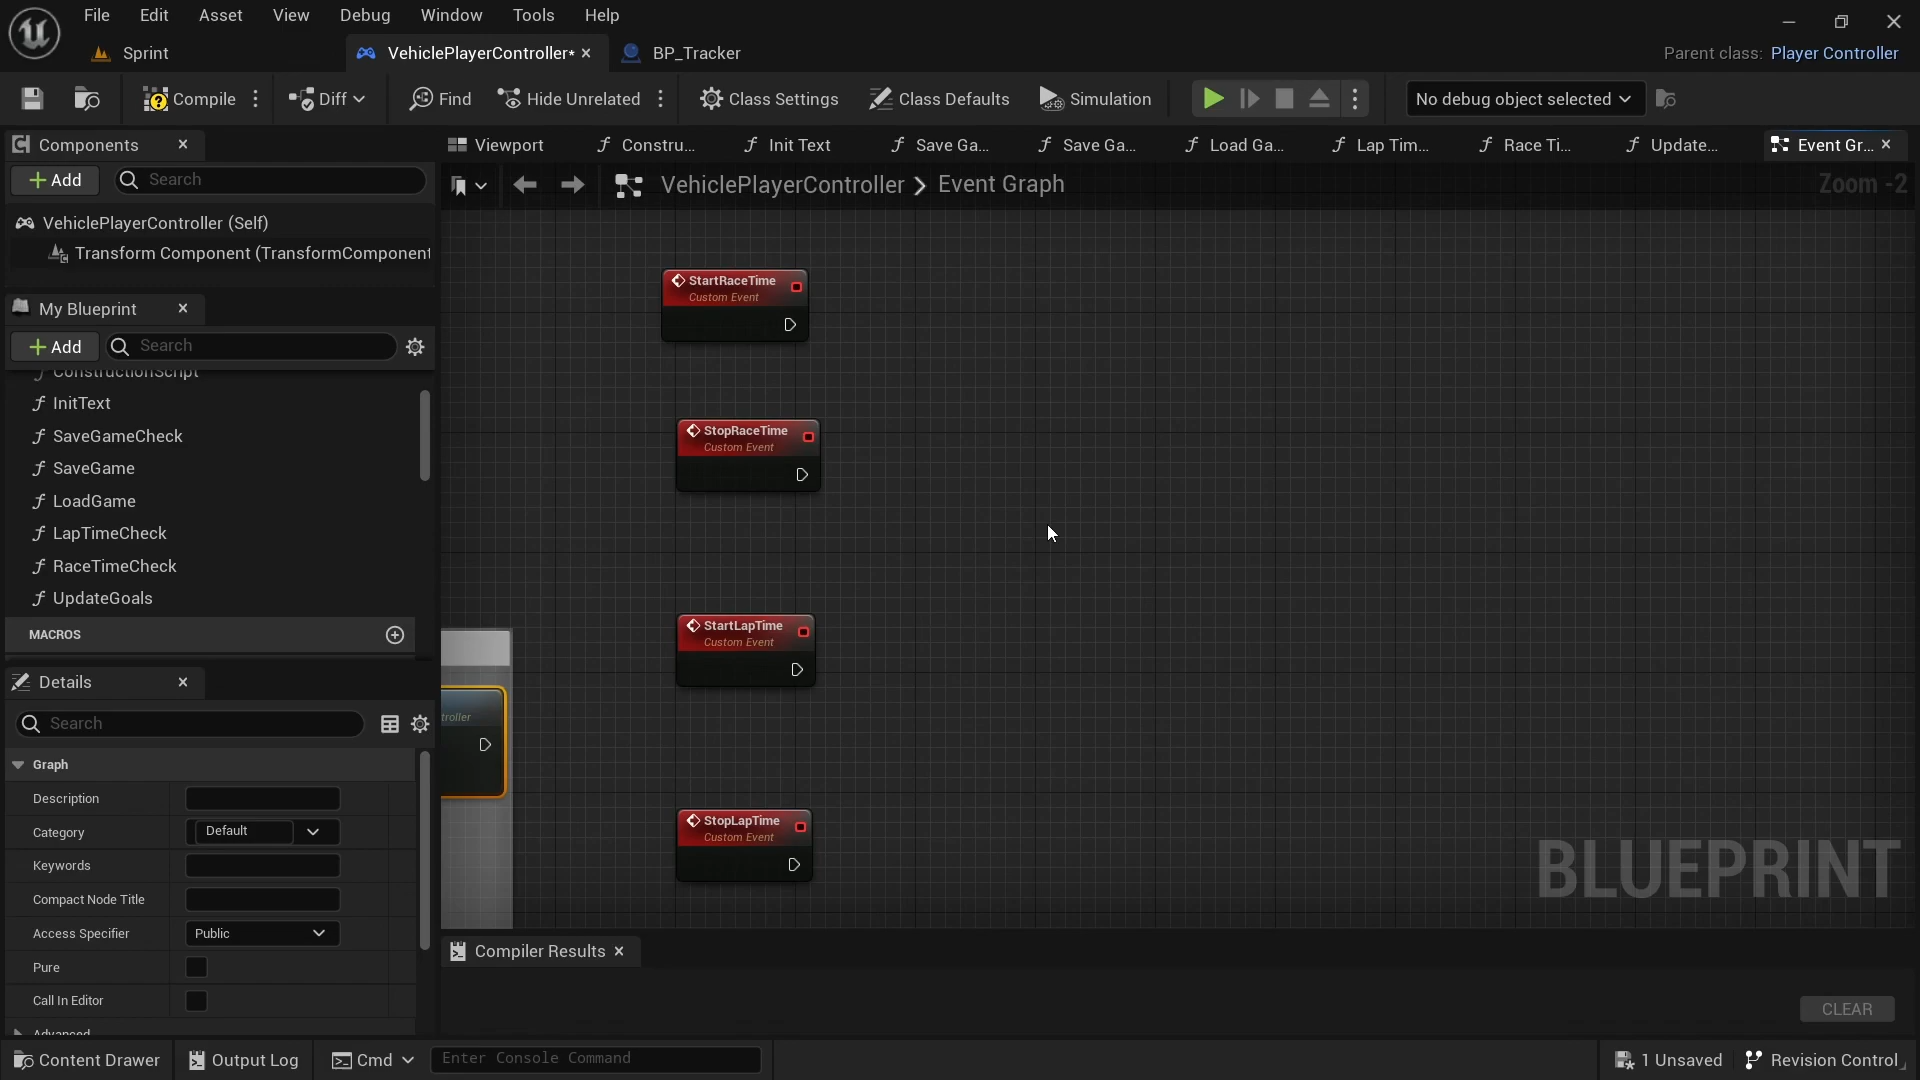 File Edit Asset View Debug Window Tools Help
Sprint VehiclePlayerController* BP_Tracker Parent class: Player Controller
Compile Diff Find Hide Unrelated Class Settings Class Defaults Simulation No debug object selected
Components Viewport Constru... Init Text Save Ga... Save Ga... Load Ga... Lap Tim... Race Ti... Update... Event Gr...
Add Search VehiclePlayerController Event Graph Zoom -2
VehiclePlayerController (Self)
Transform Component (TransformComponent
My Blueprint
Add Search
ConstructionScript
InitText
SaveGameCheck
SaveGame
LoadGame
LapTimeCheck
RaceTimeCheck
UpdateGoals
MACROS
Details
Search
Graph
Description
Category Default
Keywords
Compact Node Title
Access Specifier Public
Pure
Call In Editor
Advanced
StartRaceTime
Custom Event
StopRaceTime
Custom Event
StartLapTime
Custom Event
troller
StopLapTime
Custom Event
BLUEPRINT
Compiler Results
CLEAR
Content Drawer Output Log Cmd Enter Console Command 1 Unsaved Revision Control